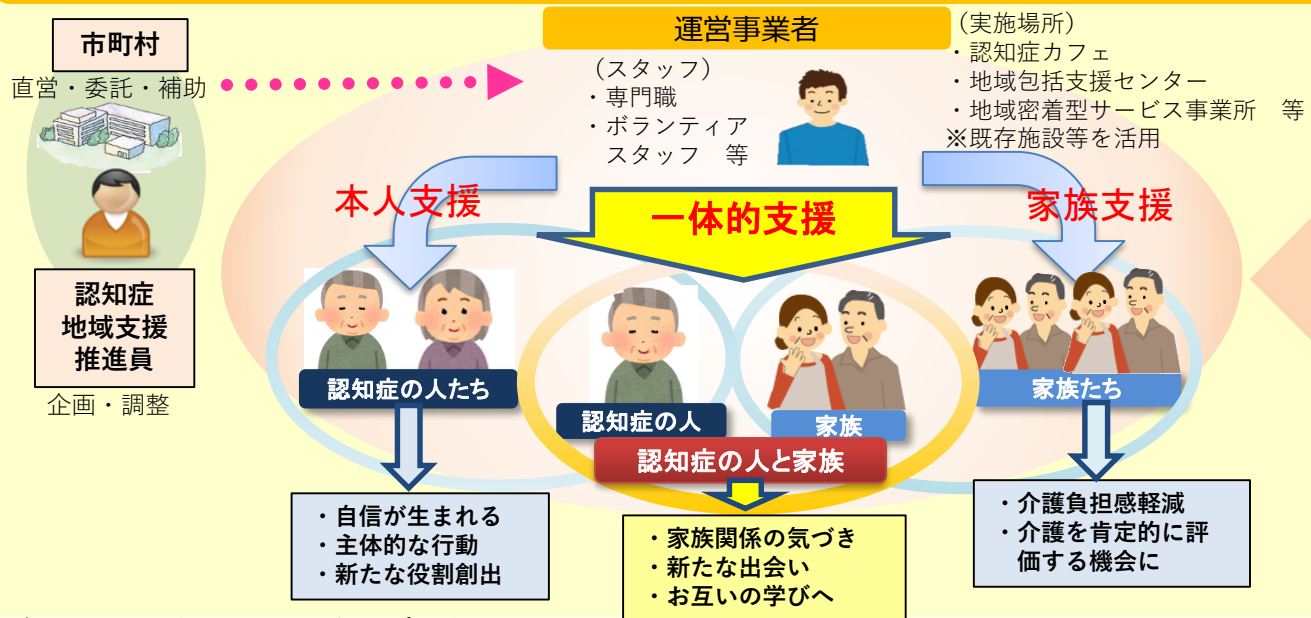 市町村
直営・委託・補助
認知症
地域支援
推進員
企画・調整
運営事業者
(スタッフ)
・専門職
・ボランティア
スタッフ　等
(実施場所)
・認知症カフェ
・地域包括支援センター
・地域密着型サービス事業所　等
※既存施設等を活用
本人支援
一体的支援
家族支援
認知症の人たち
認知症の人
家族
認知症の人と家族
家族たち
・自信が生まれる
・主体的な行動
・新たな役割創出
・家族関係の気づき
・新たな出会い
・お互いの学びへ
・介護負担感軽減
・介護を肯定的に評
価する機会に